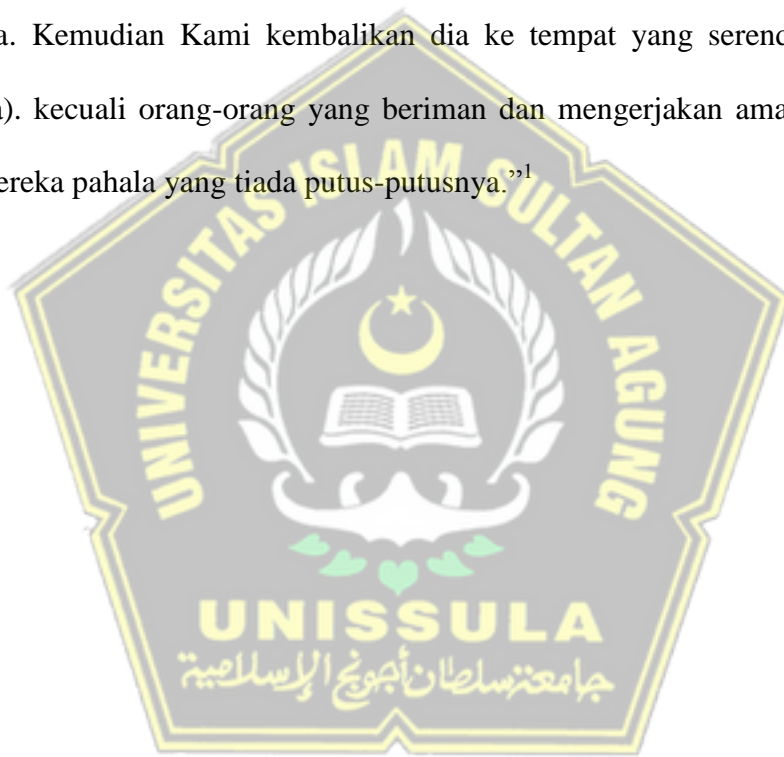 a. Kemudian Kami kembalikan dia ke tempat yang serend
). kecuali orang-orang yang beriman dan mengerjakan ama
ereka pahala yang tiada putus-putusnya.”1
UNIVERSITAS ISLAM SULTAN AGUNG
UNISSULA
جامعة سلطان أجونج الإسلامية